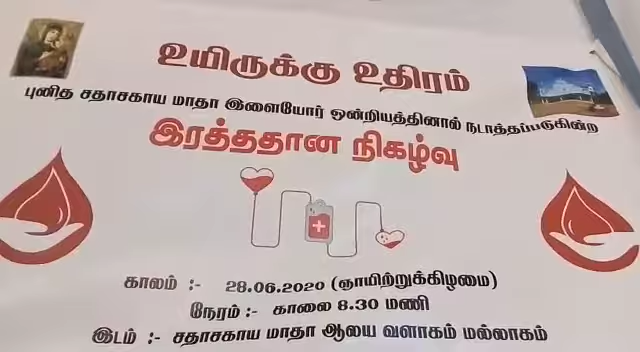 உயிருக்கு உதிரம்
புனித சதாசகாய மாதா இளையோர் ஒன்றியத்தினால் நடாத்தப்படுகின்ற
இரத்ததான நிகழ்வு
காலம் :- 28.06.2020 (ஞாயிற்றுக்கிழமை)
நேரம் :- காலை 8.30 மணி
இடம் :- சதாசகாய மாதா ஆலய வளாகம் மல்லாகம்